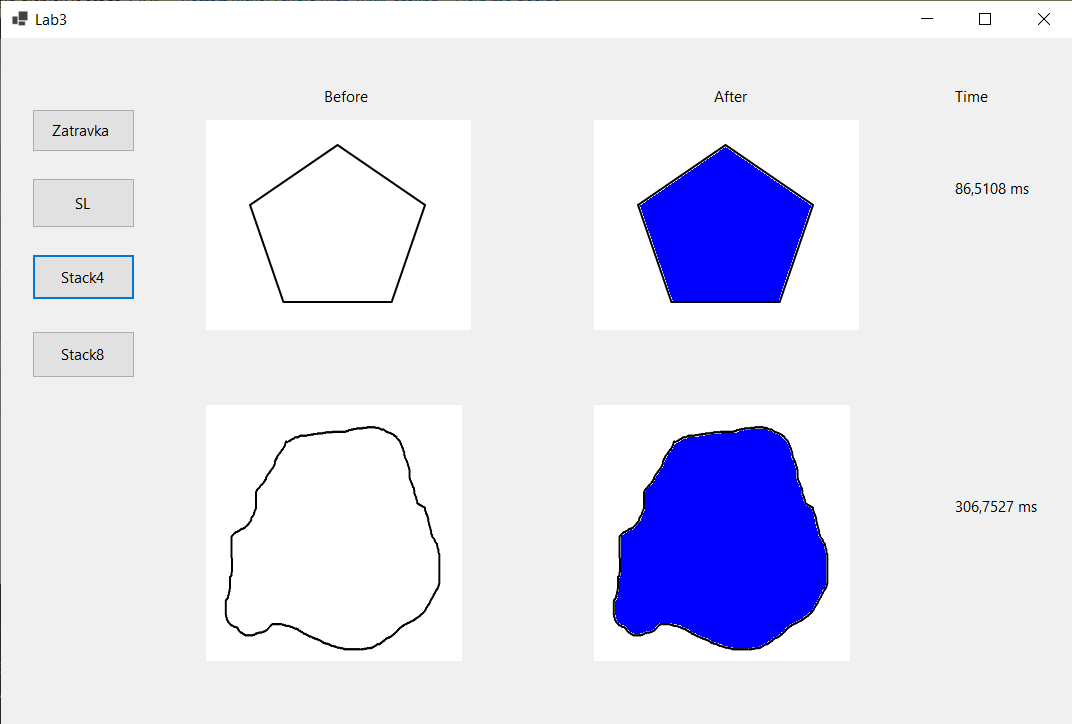 Lab3
Before
After
Time
Zatravka
SL
Stack4
Stack8
86,5108 ms
306,7527 ms